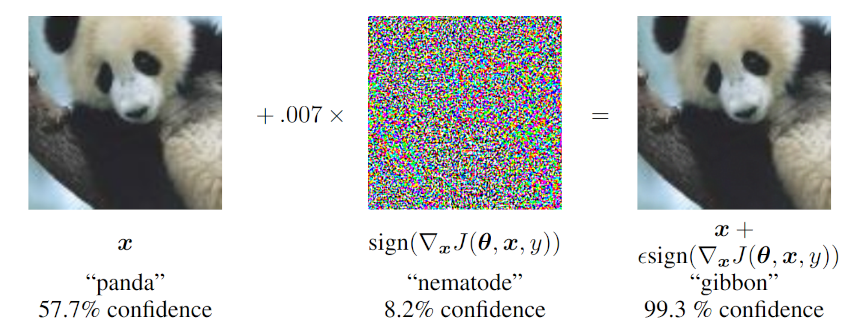 + .007 ×
=
x
sign(∇ₓJ(θ, x, y))
x +
ϵsign(∇ₓJ(θ, x, y))
“panda”
“nematode”
“gibbon”
57.7% confidence
8.2% confidence
99.3 % confidence